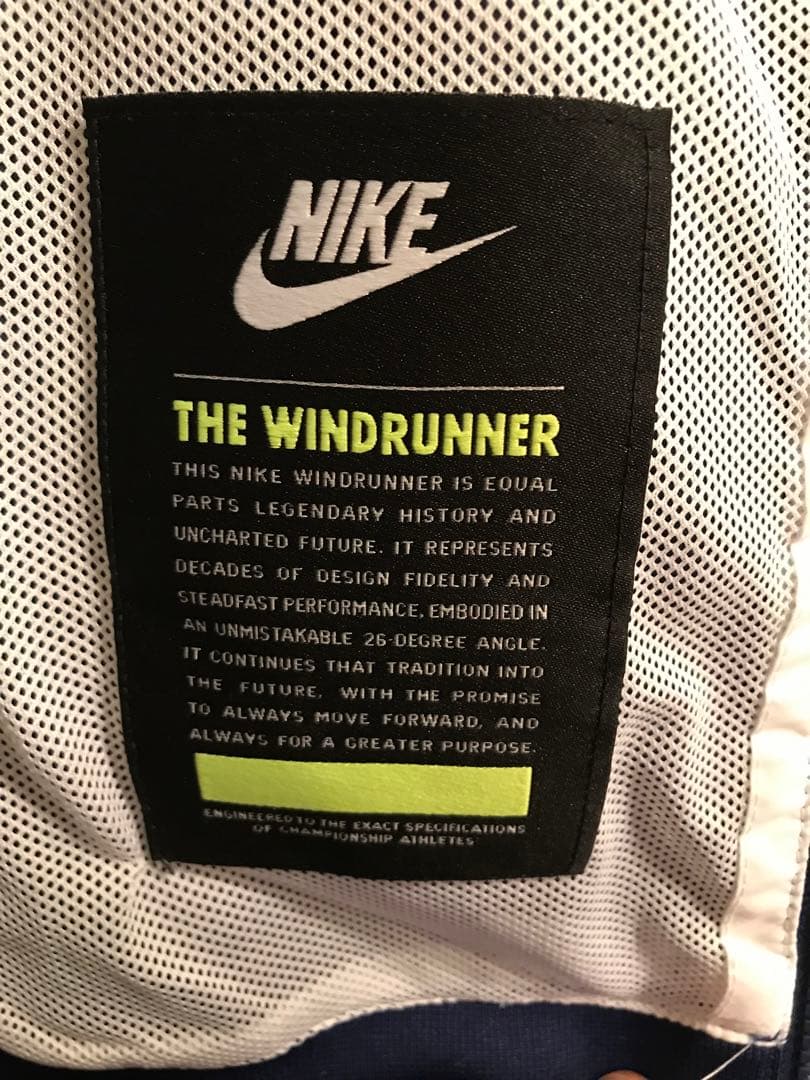 NIKE
THE WINDRUNNER
THIS NIKE WINDRUNNER IS EQUAL
PARTS LEGENDARY HISTORY AND
UNCHARTED FUTURE. IT REPRESENTS
DECADES OF DESIGN FIDELITY AND
STEADFAST PERFORMANCE, EMBODIED IN
AN UNMISTAKABLE 26-DEGREE ANGLE.
IT CONTINUES THAT TRADITION INTO
THE FUTURE, WITH THE PROMISE
TO ALWAYS MOVE FORWARD, AND
ALWAYS FOR A GREATER PURPOSE.
ENGINEERED TO THE EXACT SPECIFICATIONS
OF CHAMPIONSHIP ATHLETES